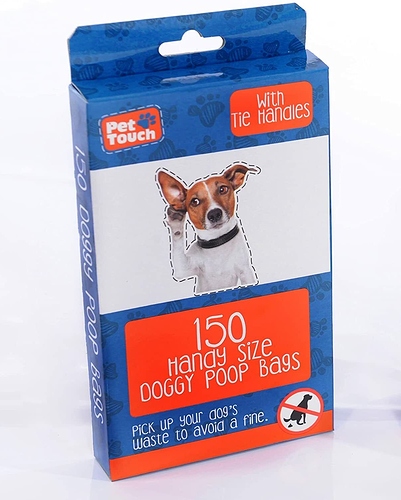 Pet
Touch
With
Tie Handles
150 Doggy Poop Bags
150
Handy Size
Doggy Poop Bags
Pick up your dog's
waste to avoid a fine.